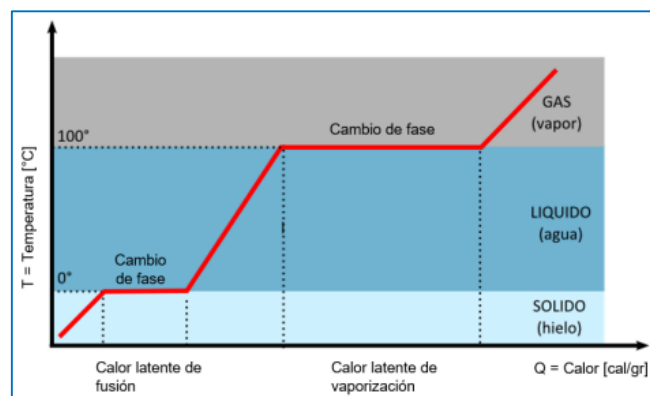 T = Temperatura [°C]
100°
0°
Cambio
de fase
Cambio de fase
GAS
(vapor)
LIQUIDO
(agua)
SOLIDO
(hielo)
Calor latente de
fusión
Calor latente de
vaporización
Q = Calor [cal/gr]